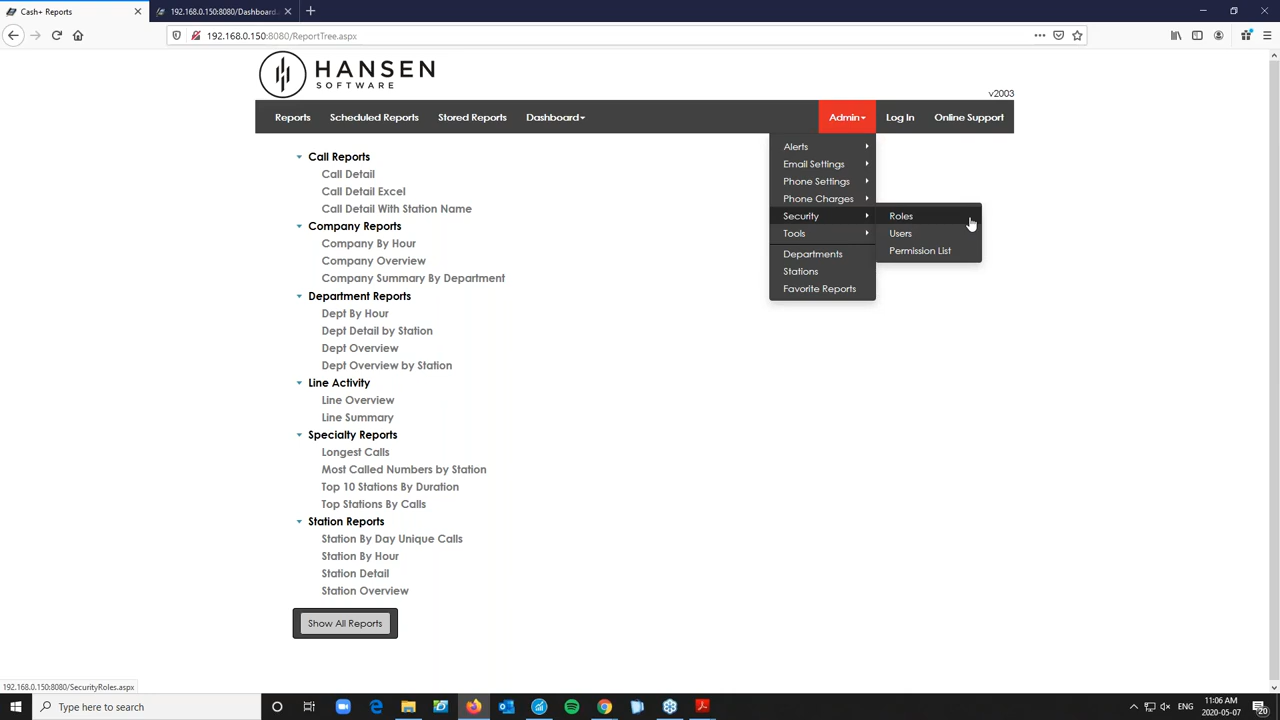 Cash+ Reports
192.168.0.150:8080/Dashboard.
192.168.0.150:8080/ReportTree.aspx
HANSEN
SOFTWARE
v2003
Reports Scheduled Reports Stored Reports Dashboard Admin Log In Online Support
Call Reports
Call Detail
Call Detail Excel
Call Detail With Station Name
Company Reports
Company By Hour
Company Overview
Company Summary By Department
Department Reports
Dept By Hour
Dept Detail by Station
Dept Overview
Dept Overview by Station
Line Activity
Line Overview
Line Summary
Specialty Reports
Longest Calls
Most Called Numbers by Station
Top 10 Stations By Duration
Top Stations By Calls
Station Reports
Station By Day Unique Calls
Station By Hour
Station Detail
Station Overview
Show All Reports
Alerts
Email Settings
Phone Settings
Phone Charges
Security
Tools
Departments
Stations
Favorite Reports
Roles
Users
Permission List
192.168.0.150:8080/SecurityRoles.aspx
Type here to search
ENG
11:06 AM
2020-05-07
20